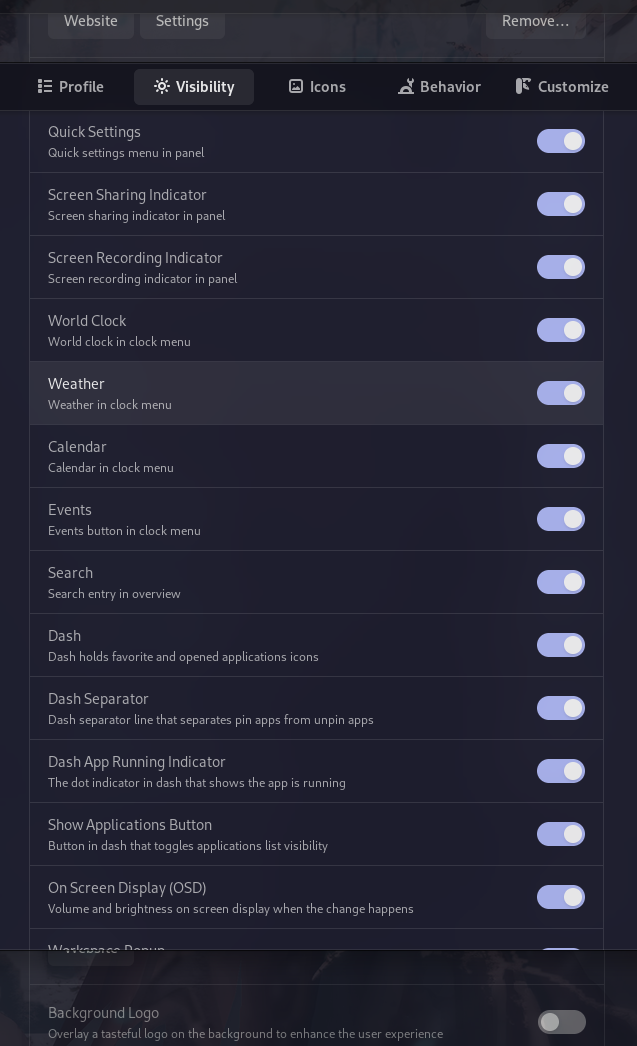 Website Settings Remove...
Profile Visibility Icons Behavior Customize
Quick Settings
Quick settings menu in panel
Screen Sharing Indicator
Screen sharing indicator in panel
Screen Recording Indicator
Screen recording indicator in panel
World Clock
World clock in clock menu
Weather
Weather in clock menu
Calendar
Calendar in clock menu
Events
Events button in clock menu
Search
Search entry in overview
Dash
Dash holds favorite and opened applications icons
Dash Separator
Dash separator line that separates pin apps from unpin apps
Dash App Running Indicator
The dot indicator in dash that shows the app is running
Show Applications Button
Button in dash that toggles applications list visibility
On Screen Display (OSD)
Volume and brightness on screen display when the change happens
Workspace Popup
Background Logo
Overlay a tasteful logo on the background to enhance the user experience